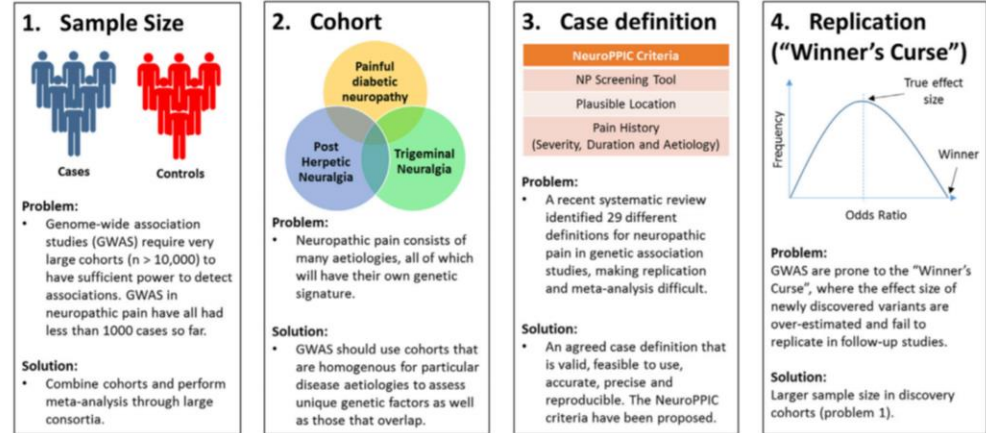 1. Sample Size
Cases
Controls
Problem:
• Genome-wide association
studies (GWAS) require very
large cohorts (n > 10,000) to
have sufficient power to detect
associations. GWAS in
neuropathic pain have all had
less than 1000 cases so far.
Solution:
• Combine cohorts and perform
meta-analysis through large
consortia.
2. Cohort
Painful
diabetic
neuropathy
Post
Herpetic
Neuralgia
Trigeminal
Neuralgia
Problem:
• Neuropathic pain consists of
many aetiologies, all of which
will have their own genetic
signature.
Solution:
• GWAS should use cohorts that
are homogenous for particular
disease aetiologies to assess
unique genetic factors as well
as those that overlap.
3. Case definition
NeuroPPIC Criteria
NP Screening Tool
Plausible Location
Pain History
(Severity, Duration and Aetiology)
Problem:
• A recent systematic review
identified 29 different
definitions for neuropathic
pain in genetic association
studies, making replication
and meta-analysis difficult.
Solution:
• An agreed case definition that
is valid, feasible to use,
accurate, precise and
reproducible. The NeuroPPIC
criteria have been proposed.
4. Replication
("Winner's Curse")
True effect
size
Frequency
Winner
Odds Ratio
Problem:
GWAS are prone to the "Winner's
Curse", where the effect size of
newly discovered variants are
over-estimated and fail to
replicate in follow-up studies.
Solution:
Larger sample size in discovery
cohorts (problem 1).